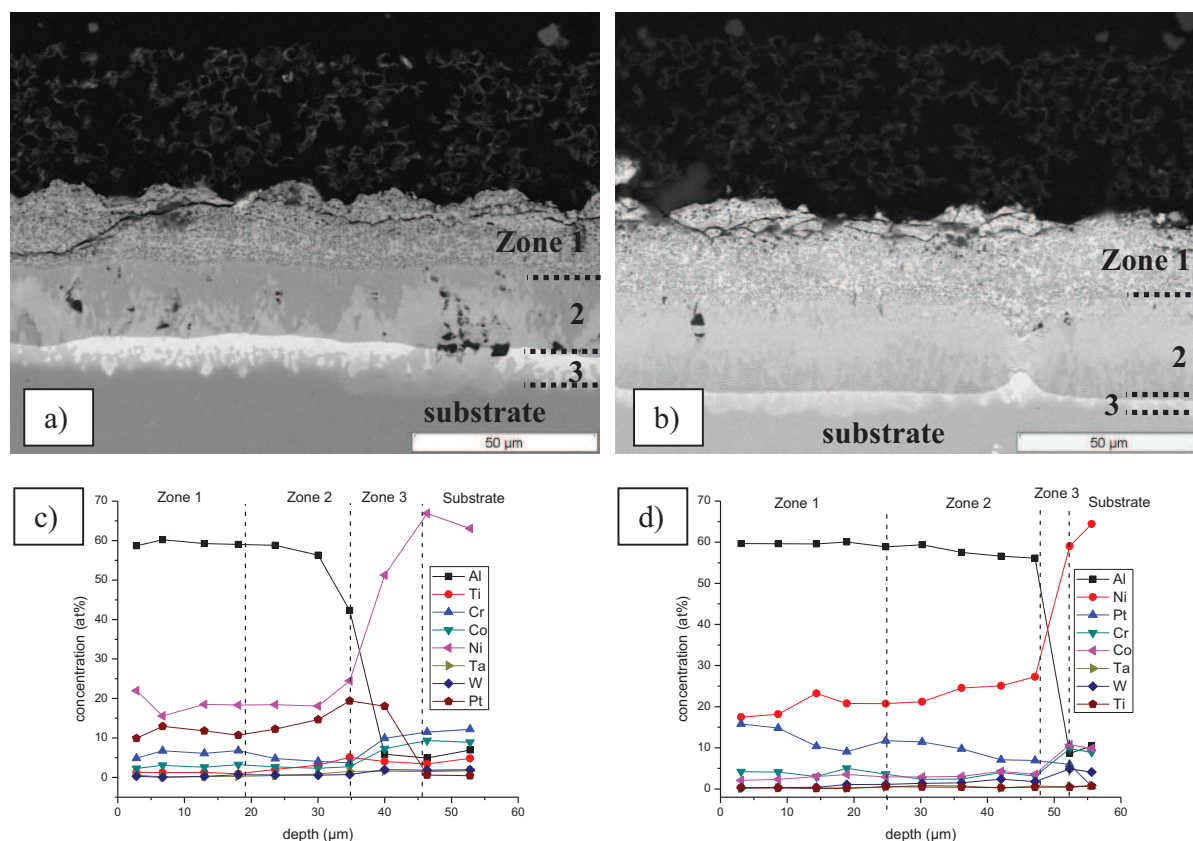 Zone 1
2
3
substrate
a)
50 µm
Zone 1
2
3
substrate
b)
50 µm
c)
Zone 1 Zone 2 Zone 3 Substrate
70
60
50
40
30
20
10
0
concentration (at%)
Al
Ti
Cr
Co
Ni
Ta
W
Pt
0 10 20 30 40 50 60
depth (µm)
d)
Zone 1 Zone 2 Zone 3 Substrate
70
60
50
40
30
20
10
0
concentration (at%)
Al
Ni
Pt
Cr
Co
Ta
W
Ti
0 10 20 30 40 50 60
depth (µm)